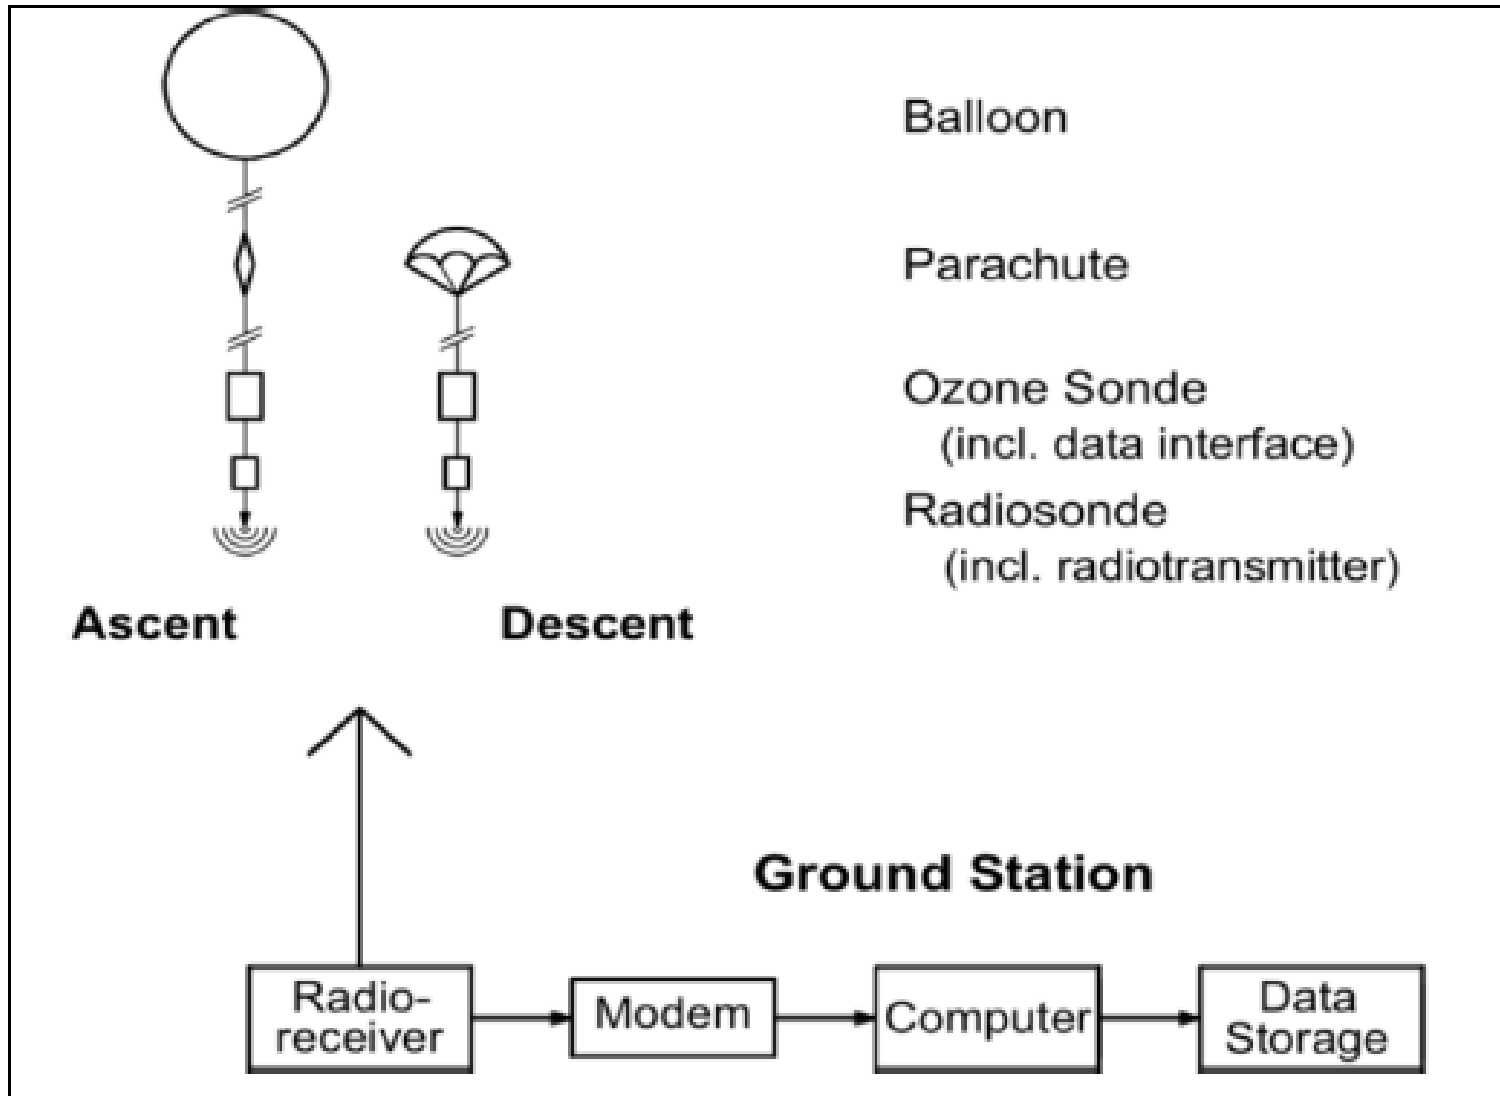 Balloon
Parachute
Ozone Sonde
(incl. data interface)
Radiosonde
(incl. radiotransmitter)
Ascent
Descent
Ground Station
Radio-
receiver
Modem
Computer
Data
Storage